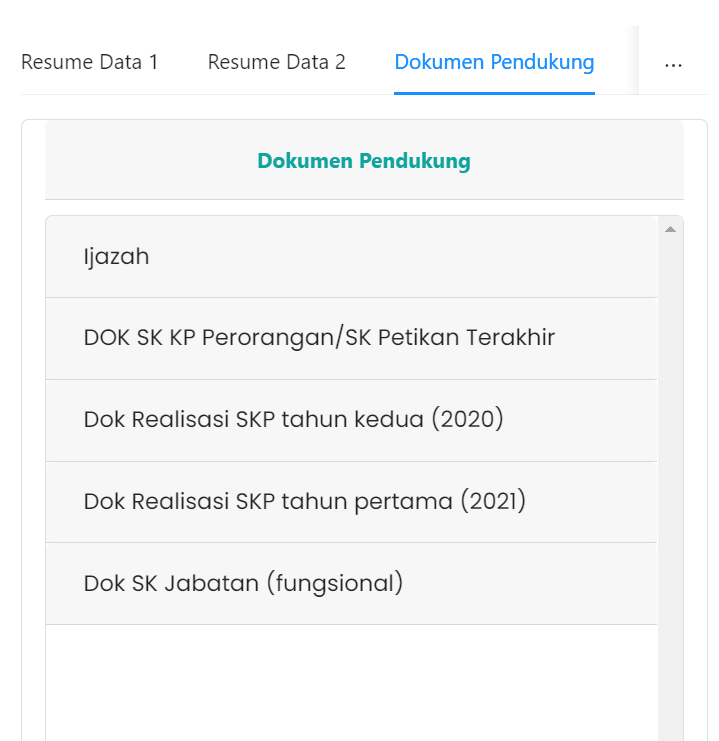 Resume Data 1
Resume Data 2
Dokumen Pendukung
...
Dokumen Pendukung
Ijazah
DOK SK KP Perorangan/SK Petikan Terakhir
Dok Realisasi SKP tahun kedua (2020)
Dok Realisasi SKP tahun pertama (2021)
Dok SK Jabatan (fungsional)